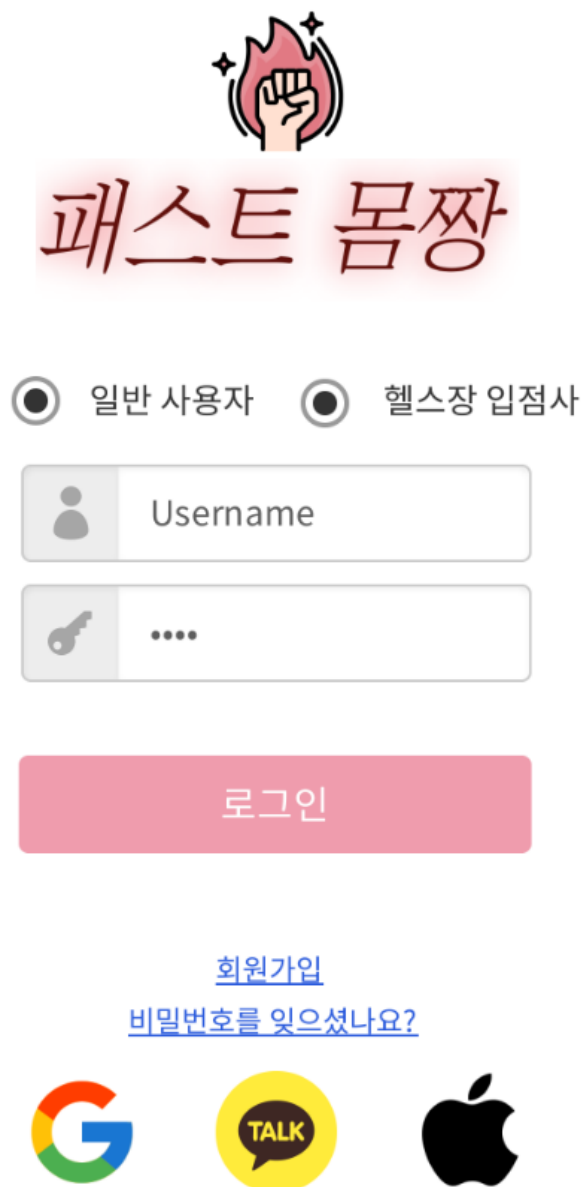 패스트 몸짱
일반 사용자 헬스장 입점사
Username
••••
로그인
회원가입
비밀번호를 잊으셨나요?
TALK